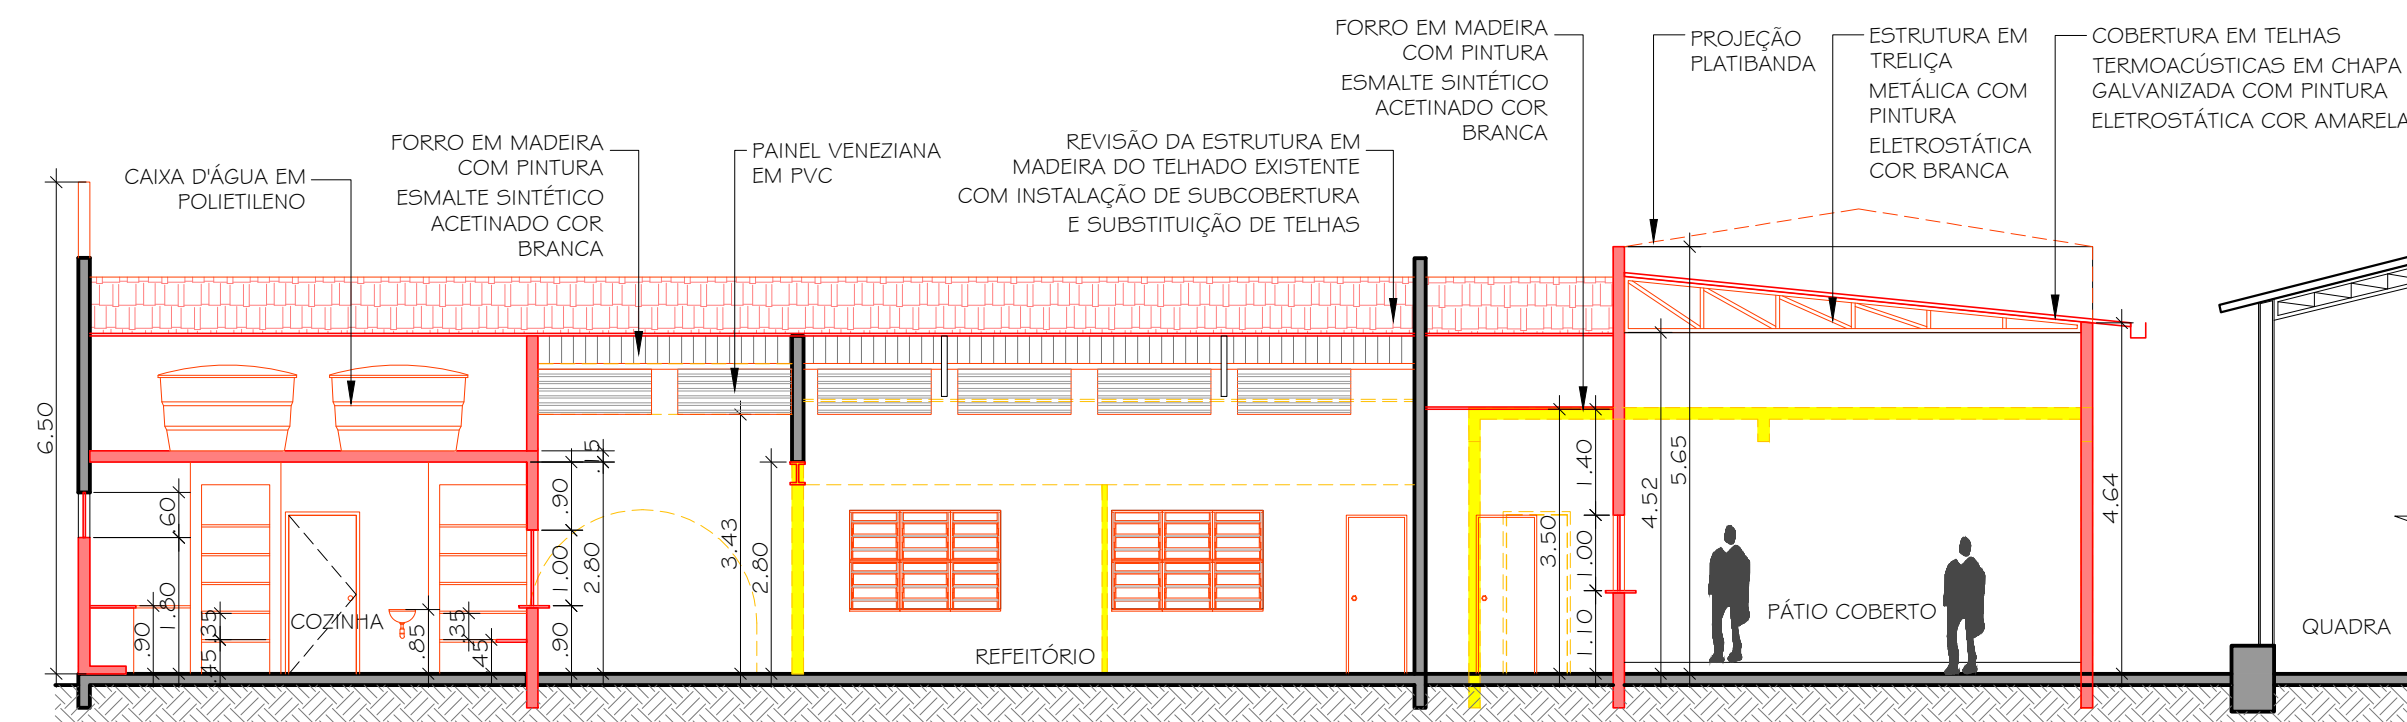 FORRO EM MADEIRA
COM PINTURA
ESMALTE SINTÉTICO
ACETINADO COR
BRANCA
PROJEÇÃO
PLATIBANDA
ESTRUTURA EM
TRELIÇA
METÁLICA COM
PINTURA
ELETROSTÁTICA
COR BRANCA
COBERTURA EM TELHAS
TERMOACÚSTICAS EM CHAPA
GALVANIZADA COM PINTURA
ELETROSTÁTICA COR AMARELA
CAIXA D'ÁGUA EM
POLIETILENO
FORRO EM MADEIRA
COM PINTURA
ESMALTE SINTÉTICO
ACETINADO COR
BRANCA
PAINEL VENEZIANA
EM PVC
REVISÃO DA ESTRUTURA EM
MADEIRA DO TELHADO EXISTENTE
COM INSTALAÇÃO DE SUBCOBERTURA
E SUBSTITUIÇÃO DE TELHAS
6.50
.60
1.80
.90
.35
.45
COZINHA
.85
.35
.45
.15
.90
1.00
.90
2.80
3.43
2.80
REFEITÓRIO
3.50
1.40
1.00
1.10
4.52
5.65
PÁTIO COBERTO
4.64
QUADRA